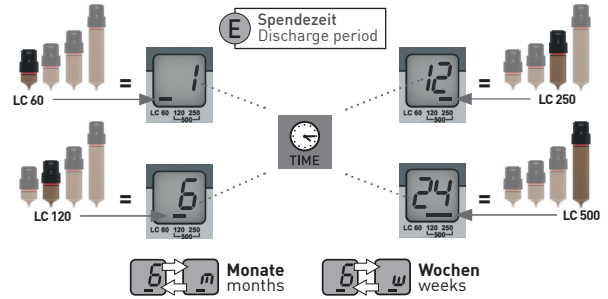 E Spendezeit
Discharge period
LC 60
=
1
LC 60 120 250
500
12
LC 60 120 250
500
=
LC 250
TIME
LC 120
=
6
LC 60 120 250
500
24
LC 60 120 250
500
=
LC 500
6 m Monate
months
6 w Wochen
weeks